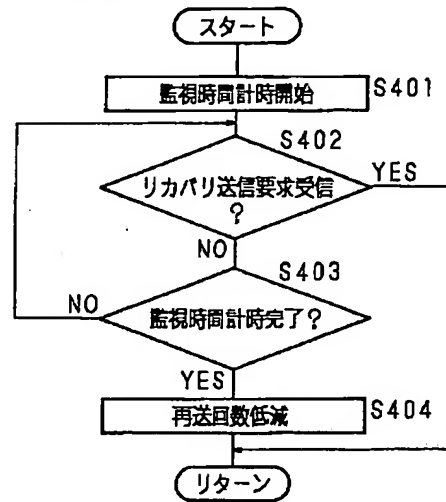 スタート
監視時間計時開始
S401
S402
リカバリ送信要求受信
?
YES
NO
S403
監視時間計時完了?
NO
YES
再送回数低減
S404
リターン